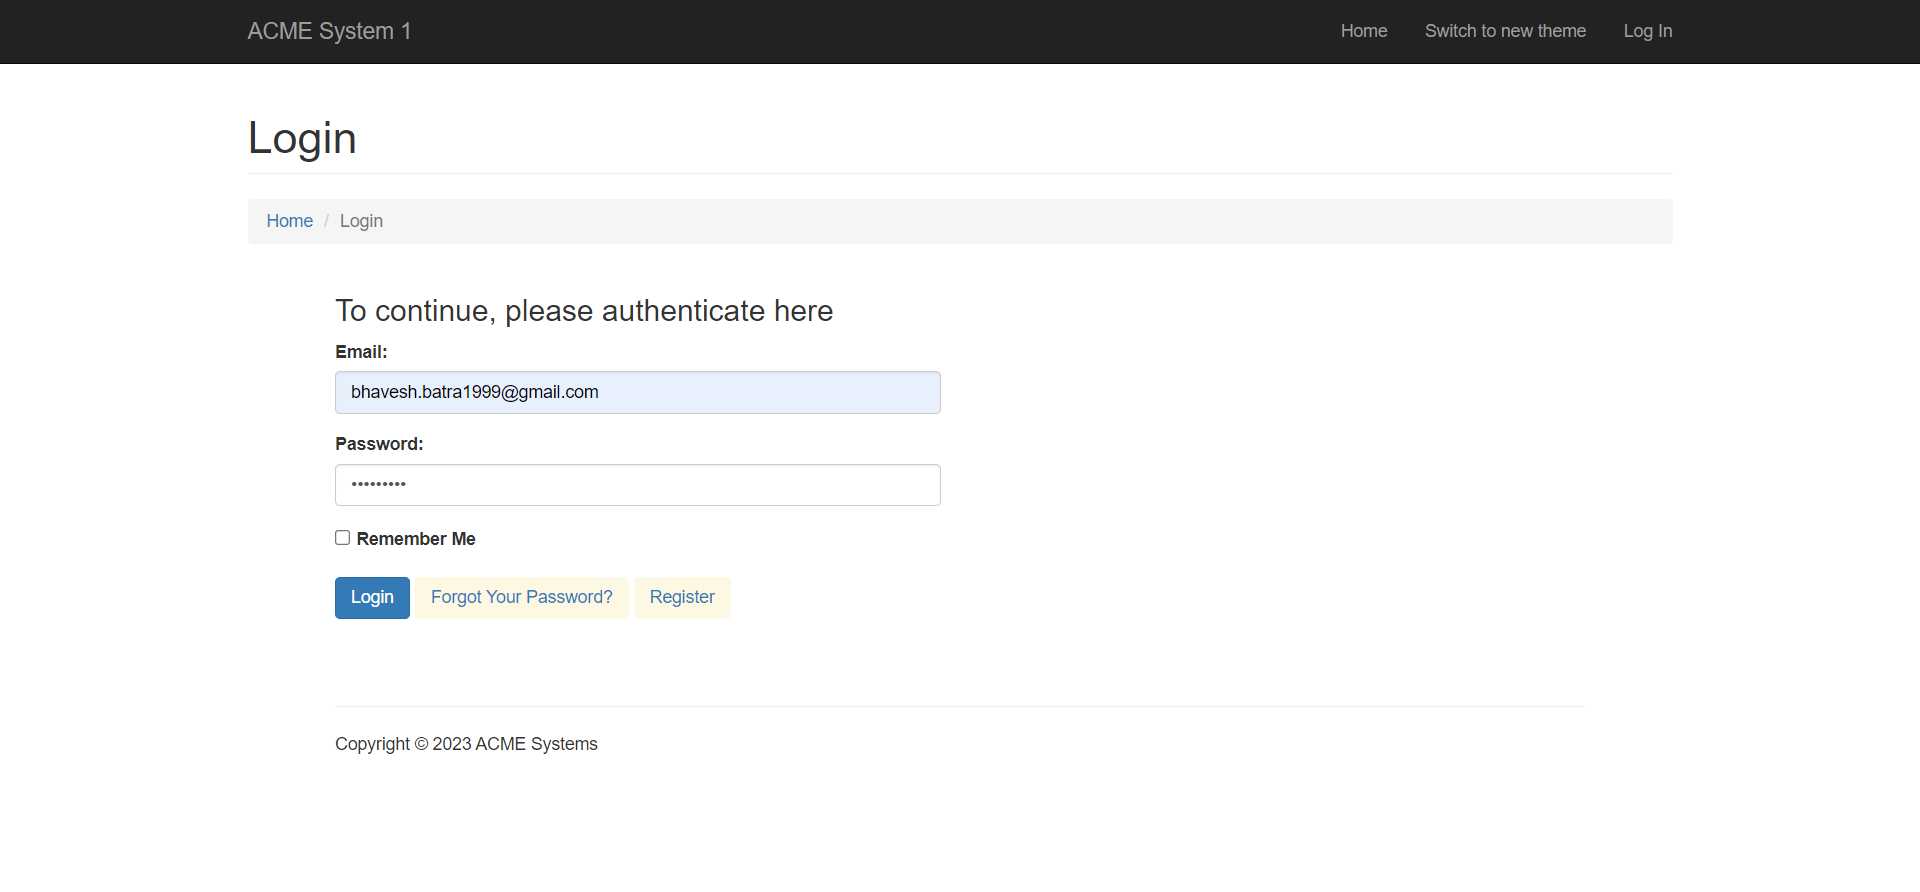 ACME System 1 Home Switch to new theme Log In
Login
Home / Login
To continue, please authenticate here
Email:
bhavesh.batra1999@gmail.com
Password:
•••••••••
Remember Me
Login Forgot Your Password? Register
Copyright © 2023 ACME Systems